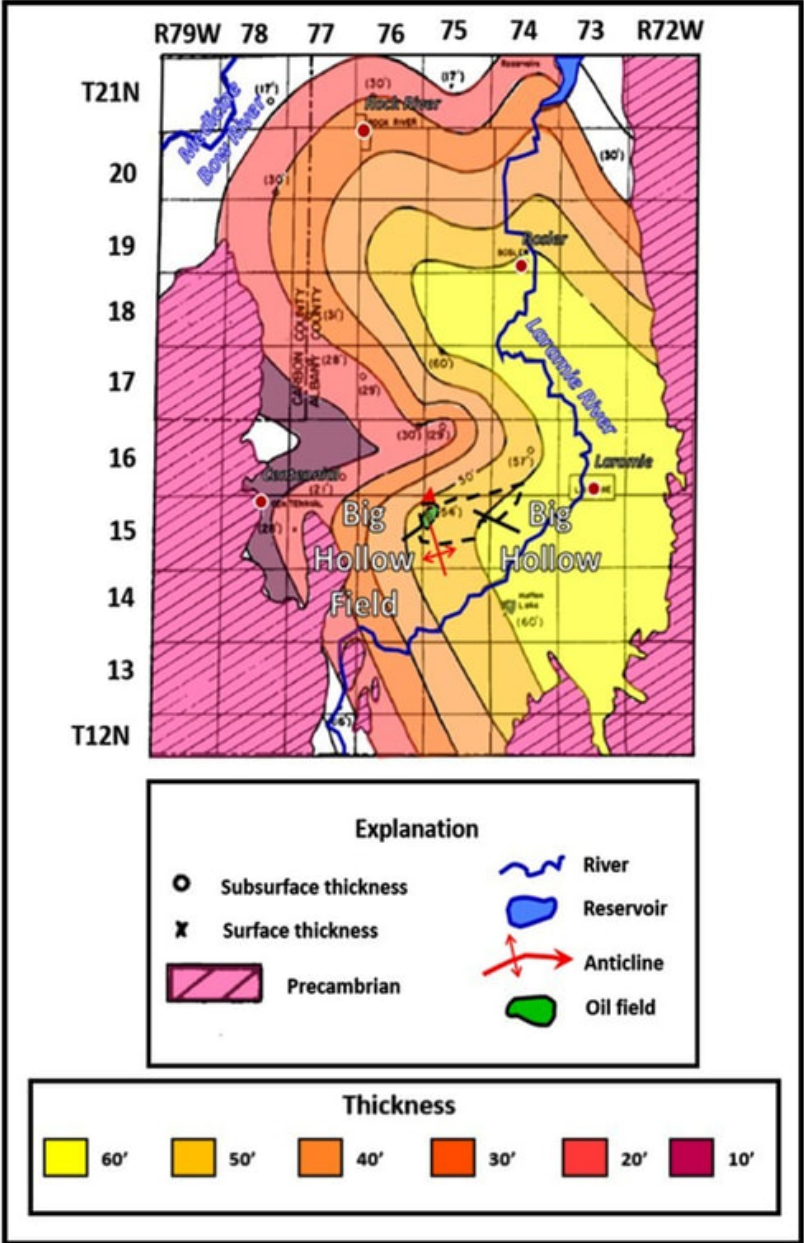 R79W 78 77 76 75 74 73 R72W
T21N
20
19
18
17
16
15
14
13
T12N
Reservoirs
(17')
(30')
(17')
Medicine
Bow River
Rock River
ROCK RIVER
(30')
(30')
Bosler
BOSLER
CARBON COUNTY
ALBANY COUNTY
(31')
(28')
(60')
(29')
Laramie River
(30') (29')
(57')
Laramie
50'
Centennial
(21')
CENTENNIAL
(28')
(54')
Big
Hollow
Field
Big
Hollow
Lake
(60')
Explanation
Subsurface thickness
Surface thickness
Precambrian
River
Reservoir
Anticline
Oil field
Thickness
60' 50' 40' 30' 20' 10'